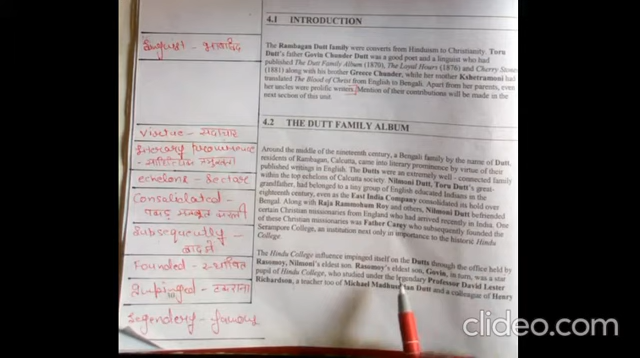 4.1 INTRODUCTION
The Rambagan Dutt family were converts from Hinduism to Christianity. Toru
Dutt's father Govin Chunder Dutt was a good poet and a linguist who had
published The Dutt Family Album (1870), The Loyal Hours (1876) and Cherry Stones
(1881) along with his brother Greece Chunder, while her mother Kshetramoni had
translated The Blood of Christ from English to Bengali. Apart from her parents, even
her uncles were prolific writers. Mention of their contributions will be made in the
next section of this unit
4.2 THE DUTT FAMILY ALBUM
Around the middle of the nineteenth century, a Bengali family by the name of Dutt,
residents of Rambagan, Calcutta, came into literary prominence by virtue of their
published writings in English. The Dutts were an extremely well - connected family
within the top echelons of Calcutta society. Nilmoni Dutt, Toru Dutt's great-
grandfather, had belonged to a tiny group of English educated Indians in the
eighteenth century, even as the East India Company consolidated its hold over
Bengal. Along with Raja Rammohum Rey and others, Nilmoni Dutt befriended
certain Christian missionaries from England who had arrived recently in India. One
of these Christian missionaries was Father Carey who subsequently founded the
Serampore College, an institution next only in importance to the historic Hindu
College.
The Hindu College influence impinged itself on the Dutts through the office held by
Rasomoy, Nilmoni's eldest son. Rasomoy's eldest son, Govin, in turn, was a star
pupil of Hindu College, who studied under the legendary Professor David Lester
Richardson, a teacher too of Michael Madhusudan Dutt and a colleague of Henry
virtue - सदाचार
literary prominence
echelons -
Consolidated -
Subsequently -
बाद में
Founded - स्थापित
Impinged - टकराना
Legendery - famous
clideo.com